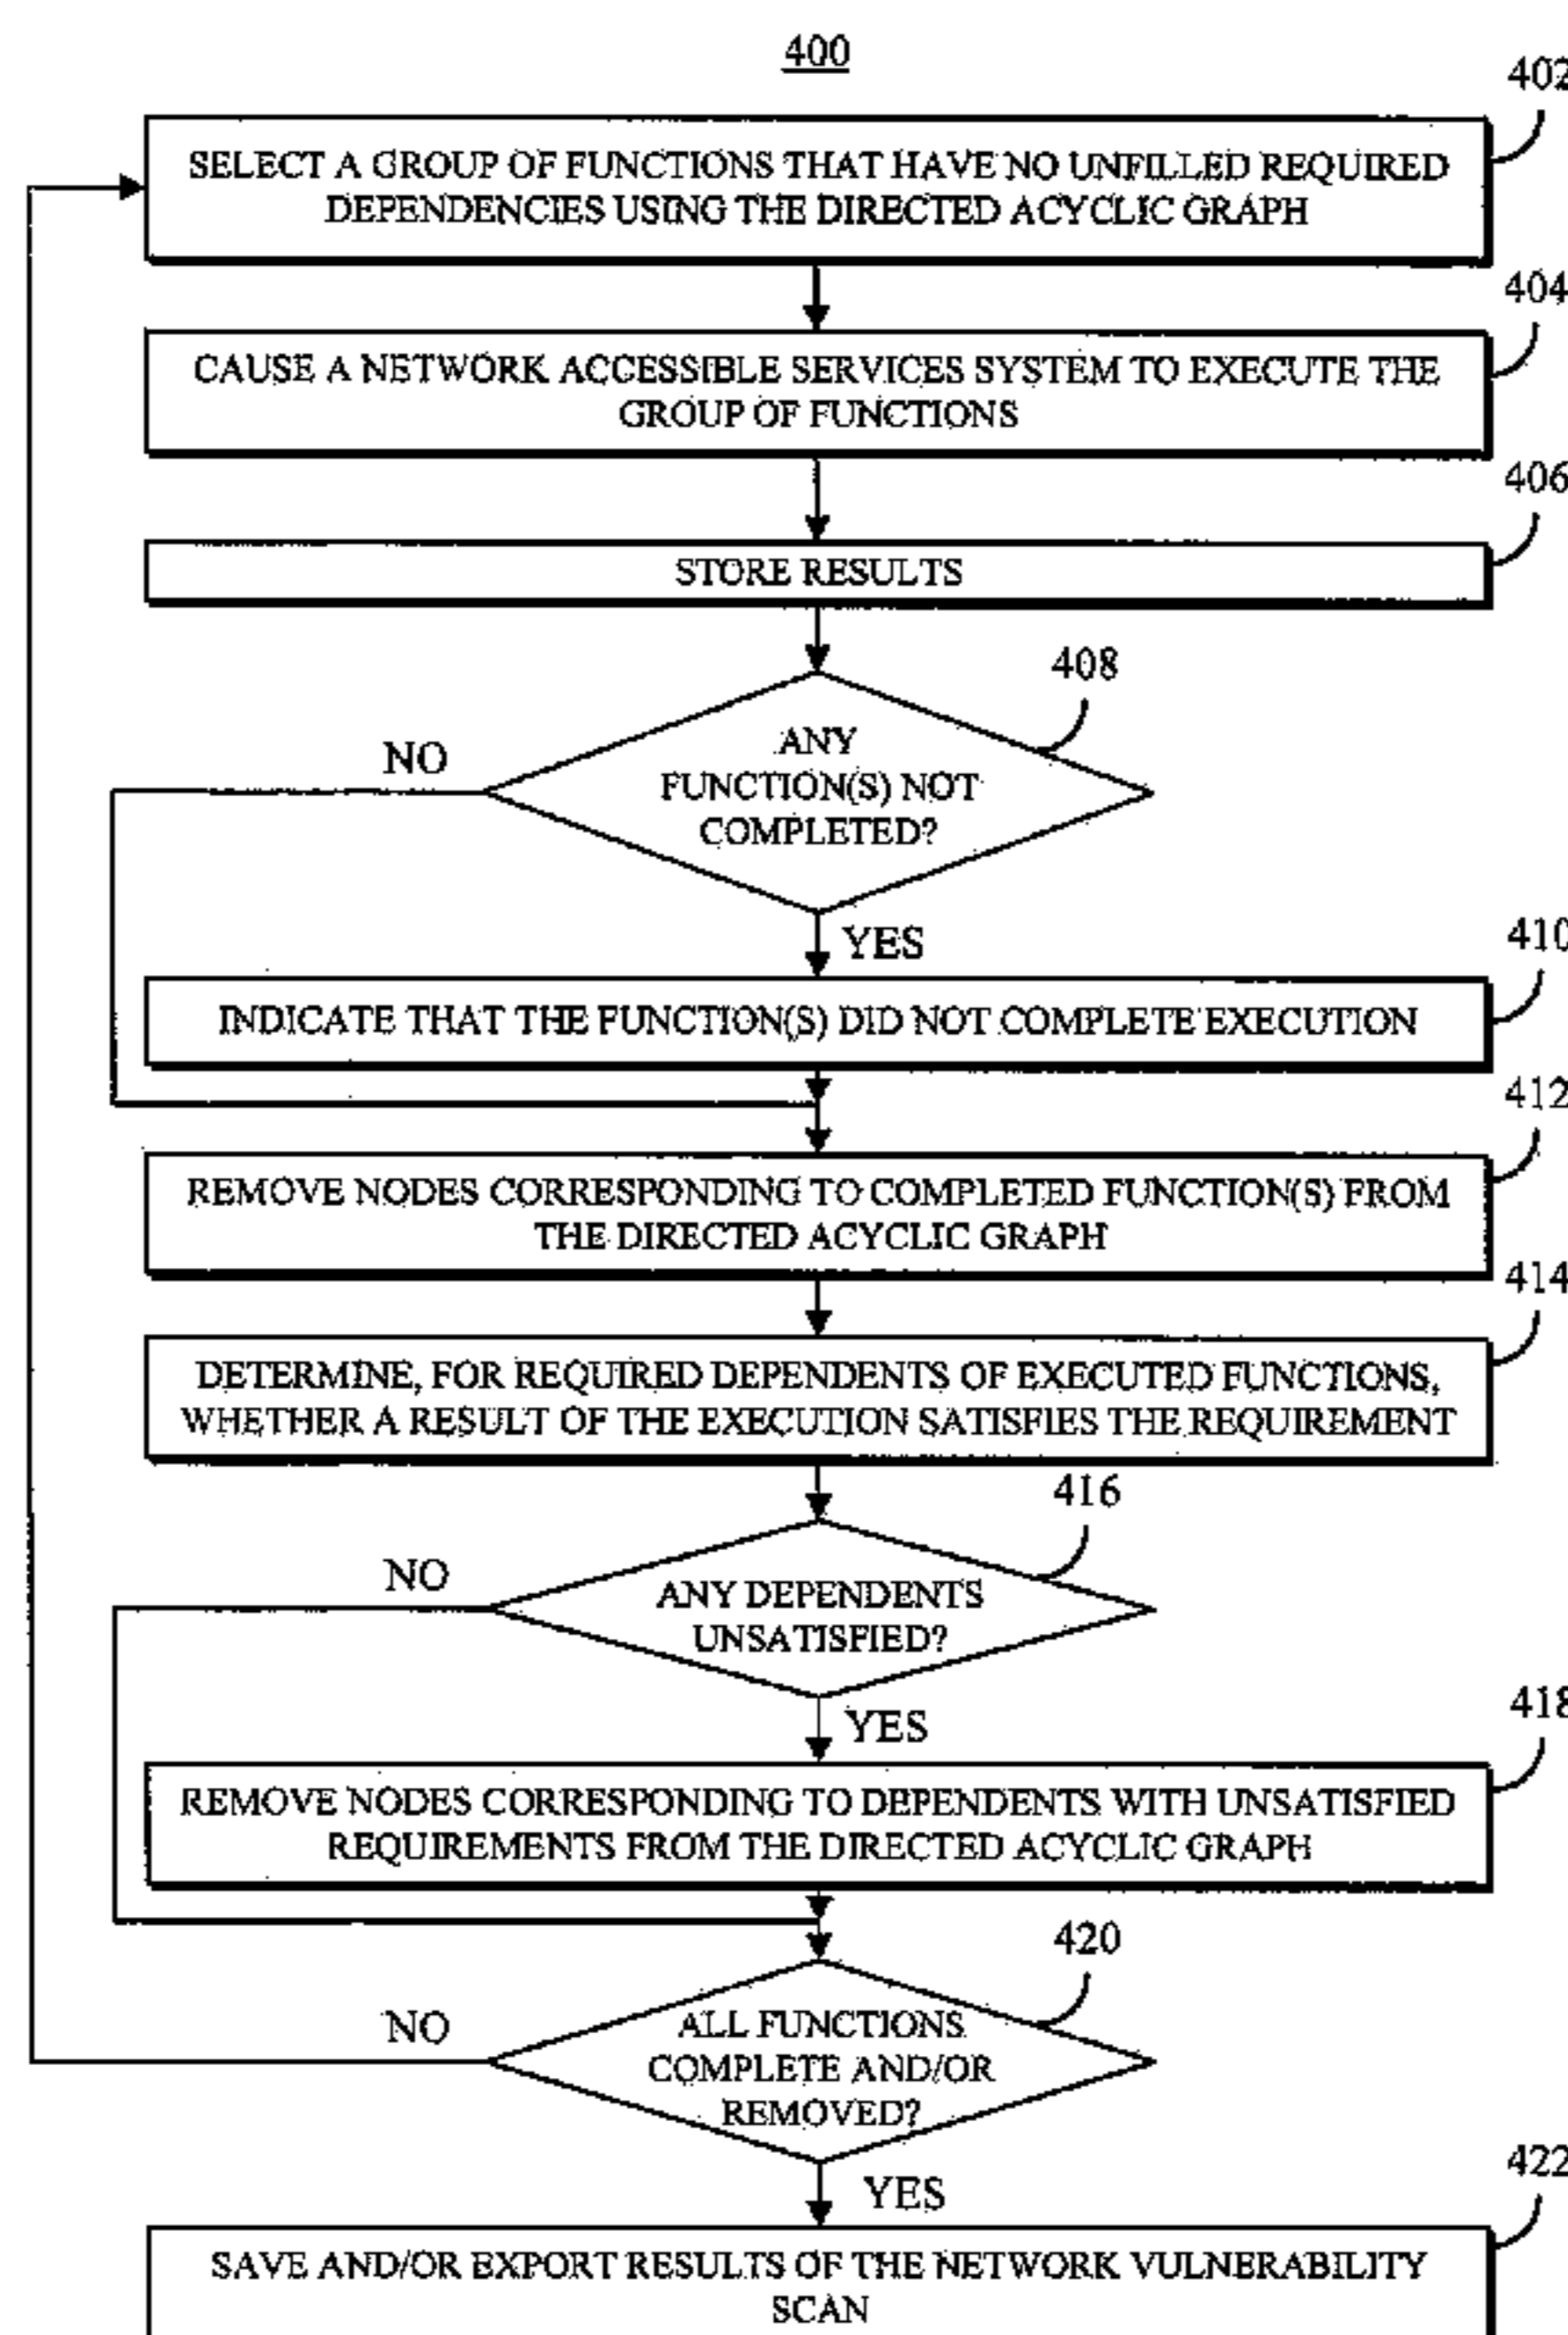 400
402
SELECT A GROUP OF FUNCTIONS THAT HAVE NO UNFILLED REQUIRED
DEPENDENCIES USING THE DIRECTED ACYCLIC GRAPH
404
CAUSE A NETWORK ACCESSIBLE SERVICES SYSTEM TO EXECUTE THE
GROUP OF FUNCTIONS
406
STORE RESULTS
408
NO
ANY
FUNCTION(S) NOT
COMPLETED?
YES
410
INDICATE THAT THE FUNCTION(S) DID NOT COMPLETE EXECUTION
412
REMOVE NODES CORRESPONDING TO COMPLETED FUNCTION(S) FROM
THE DIRECTED ACYCLIC GRAPH
414
DETERMINE, FOR REQUIRED DEPENDENTS OF EXECUTED FUNCTIONS,
WHETHER A RESULT OF THE EXECUTION SATISFIES THE REQUIREMENT
416
NO
ANY DEPENDENTS
UNSATISFIED?
YES
418
REMOVE NODES CORRESPONDING TO DEPENDENTS WITH UNSATISFIED
REQUIREMENTS FROM THE DIRECTED ACYCLIC GRAPH
420
NO
ALL FUNCTIONS
COMPLETE AND/OR
REMOVED?
YES
422
SAVE AND/OR EXPORT RESULTS OF THE NETWORK VULNERABILITY
SCAN